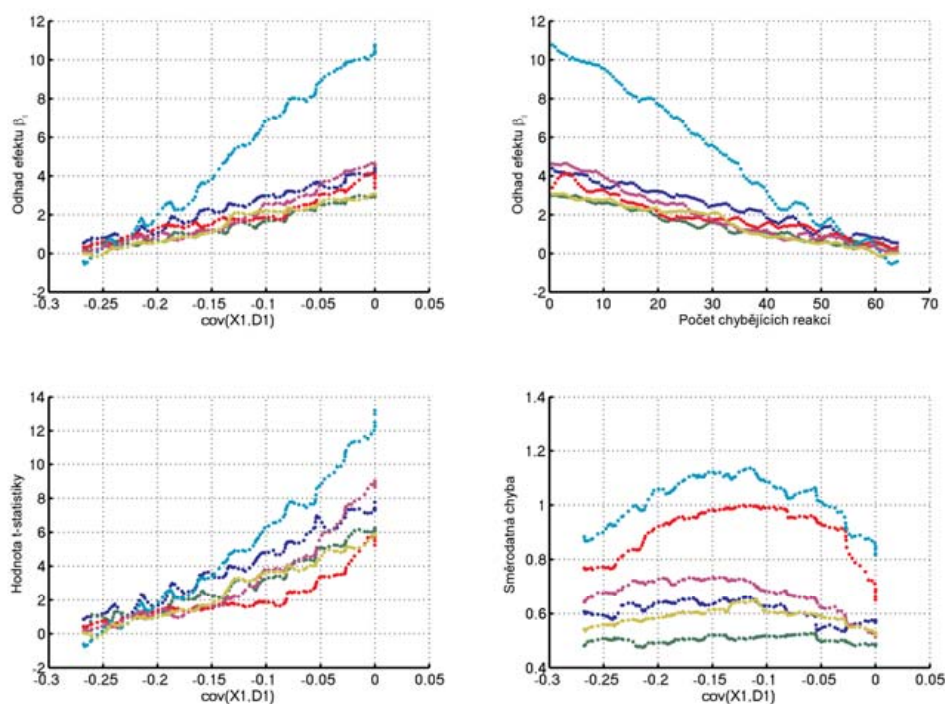 12
10
8
6
4
2
0
-2
Odhad efektu βᵢ
-0.3 -0.25 -0.2 -0.15 -0.1 -0.05 0 0.05
cov(X1,D1)
12
10
8
6
4
2
0
-2
Odhad efektu βᵢ
0 10 20 30 40 50 60 70
Počet chybějících reakcí
14
12
10
8
6
4
2
0
-2
Hodnota t-statistiky
-0.3 -0.25 -0.2 -0.15 -0.1 -0.05 0 0.05
cov(X1,D1)
1.4
1.2
1
0.8
0.6
0.4
Směrodatná chyba
-0.3 -0.25 -0.2 -0.15 -0.1 -0.05 0 0.05
cov(X1,D1)